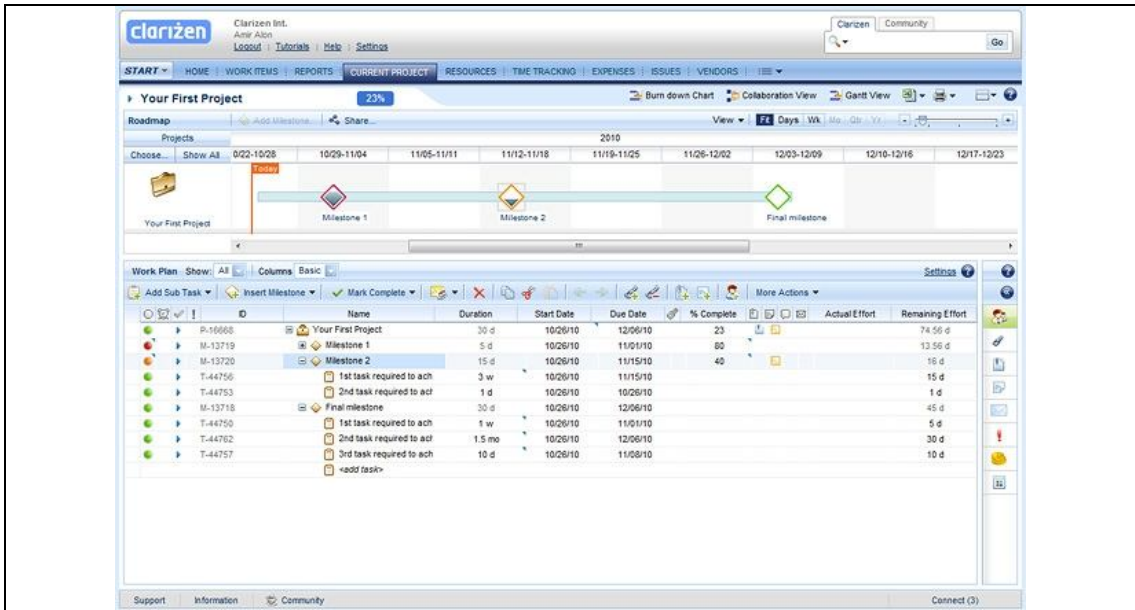 clarizen
Clarizen Int.
Amir Alon
Logout | Tutorials | Help | Settings
Clarizen Community
Go
START HOME WORK ITEMS REPORTS CURRENT PROJECT RESOURCES TIME TRACKING EXPENSES ISSUES VENDORS
Your First Project 23% Burn down Chart Collaboration View Gantt View
Roadmap Add Milestone... Share... View Fit Days Wk Mo Qtr Yr
Projects 2010
Choose... Show All 0/22-10/28 10/29-11/04 11/05-11/11 11/12-11/18 11/19-11/25 11/26-12/02 12/03-12/09 12/10-12/16 12/17-12/23
Today
Your First Project Milestone 1 Milestone 2 Final milestone
Work Plan Show: All Columns Basic Settings
Add Sub Task Insert Milestone Mark Complete More Actions
! ID Name Duration Start Date Due Date % Complete Actual Effort Remaining Effort
P-16668 Your First Project 30 d 10/26/10 12/06/10 23 74.56 d
M-13719 Milestone 1 5 d 10/26/10 11/01/10 80 13.56 d
M-13720 Milestone 2 15 d 10/26/10 11/15/10 40 16 d
T-44756 1st task required to ach 3 w 10/26/10 11/15/10 15 d
T-44753 2nd task required to ach 1 d 10/26/10 10/26/10 1 d
M-13718 Final milestone 30 d 10/26/10 12/06/10 45 d
T-44750 1st task required to ach 1 w 10/26/10 11/01/10 5 d
T-44762 2nd task required to ach 1.5 mo 10/26/10 12/06/10 30 d
T-44757 3rd task required to ach 10 d 10/26/10 11/08/10 10 d
<add task>
Support Information Community Connect (3)